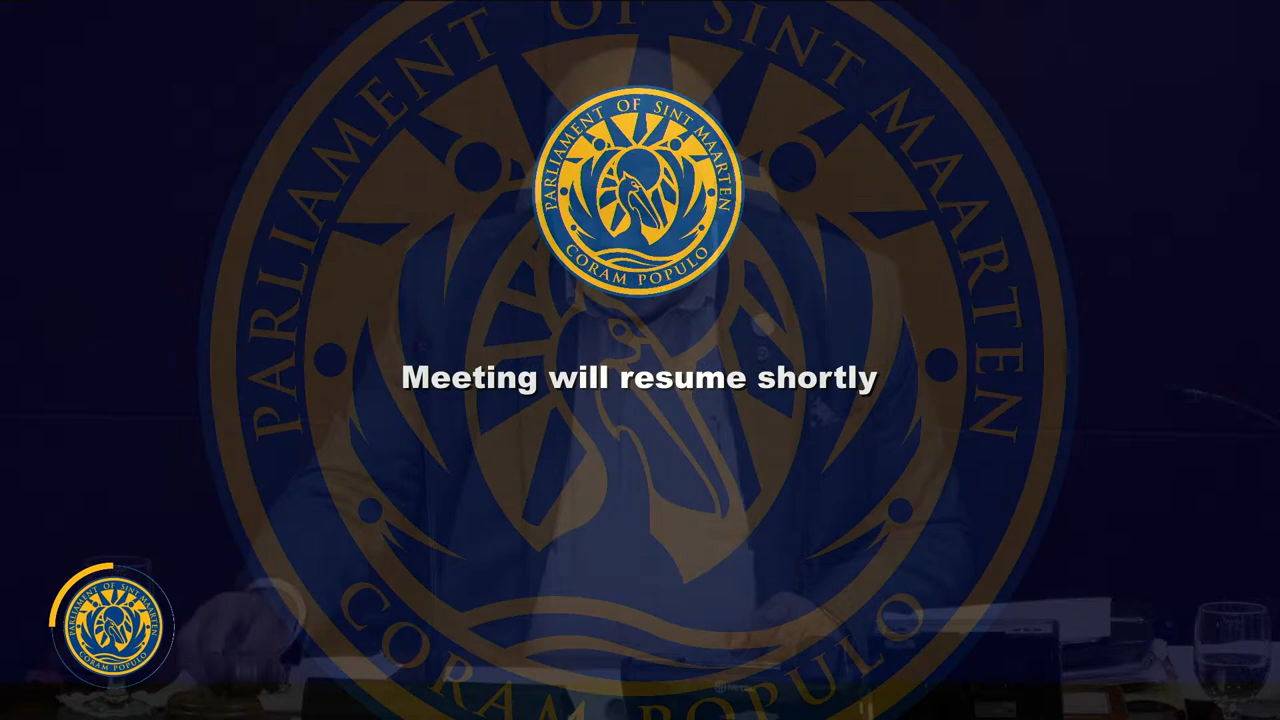 PARLIAMENT OF SINT MAARTEN
CORAM POPULO
PARLIAMENT OF SINT MAARTEN
CORAM POPULO
Meeting will resume shortly
PARLIAMENT OF SINT MAARTEN
CORAM POPULO